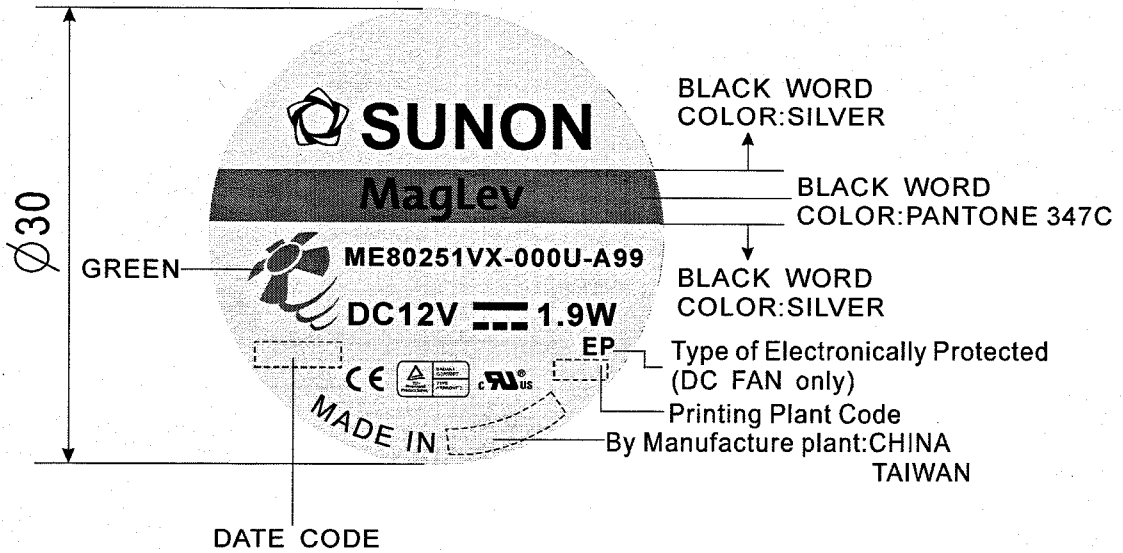 BLACK WORD
COLOR:SILVER
SUNON
MagLev
BLACK WORD
COLOR:PANTONE 347C
Ø30
GREEN
ME80251VX-000U-A99
BLACK WORD
COLOR:SILVER
DC12V 1.9W
EP
Type of Electronically Protected
(DC FAN only)
CE
c RU® US
Printing Plant Code
MADE IN
By Manufacture plant:CHINA
TAIWAN
DATE CODE